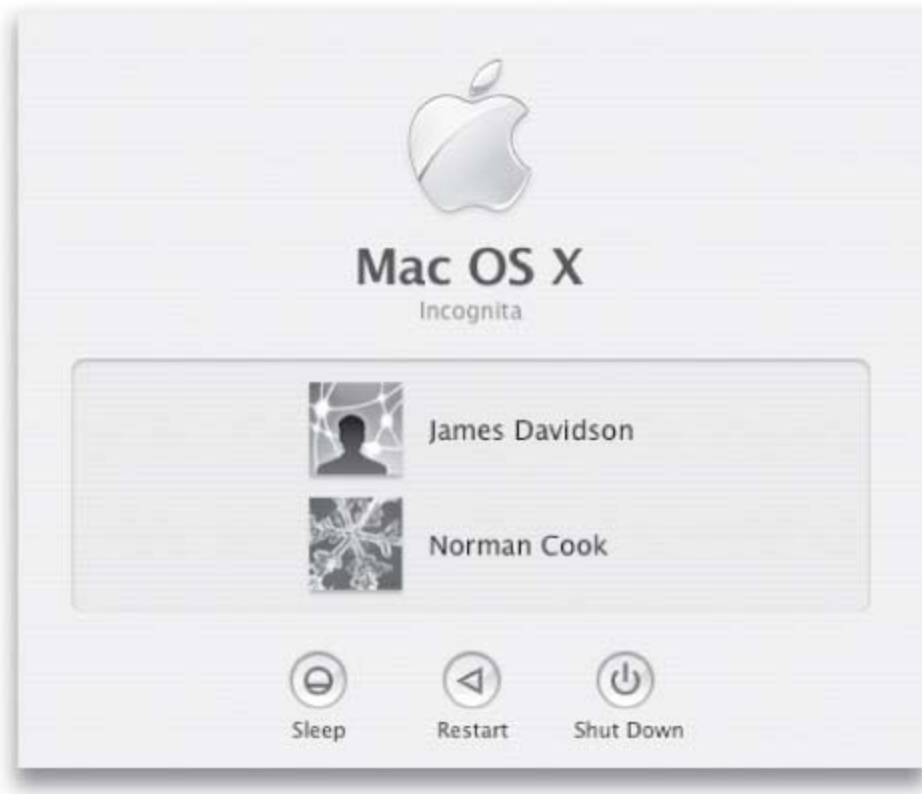 Mac OS X
Incognita
James Davidson
Norman Cook
Sleep Restart Shut Down